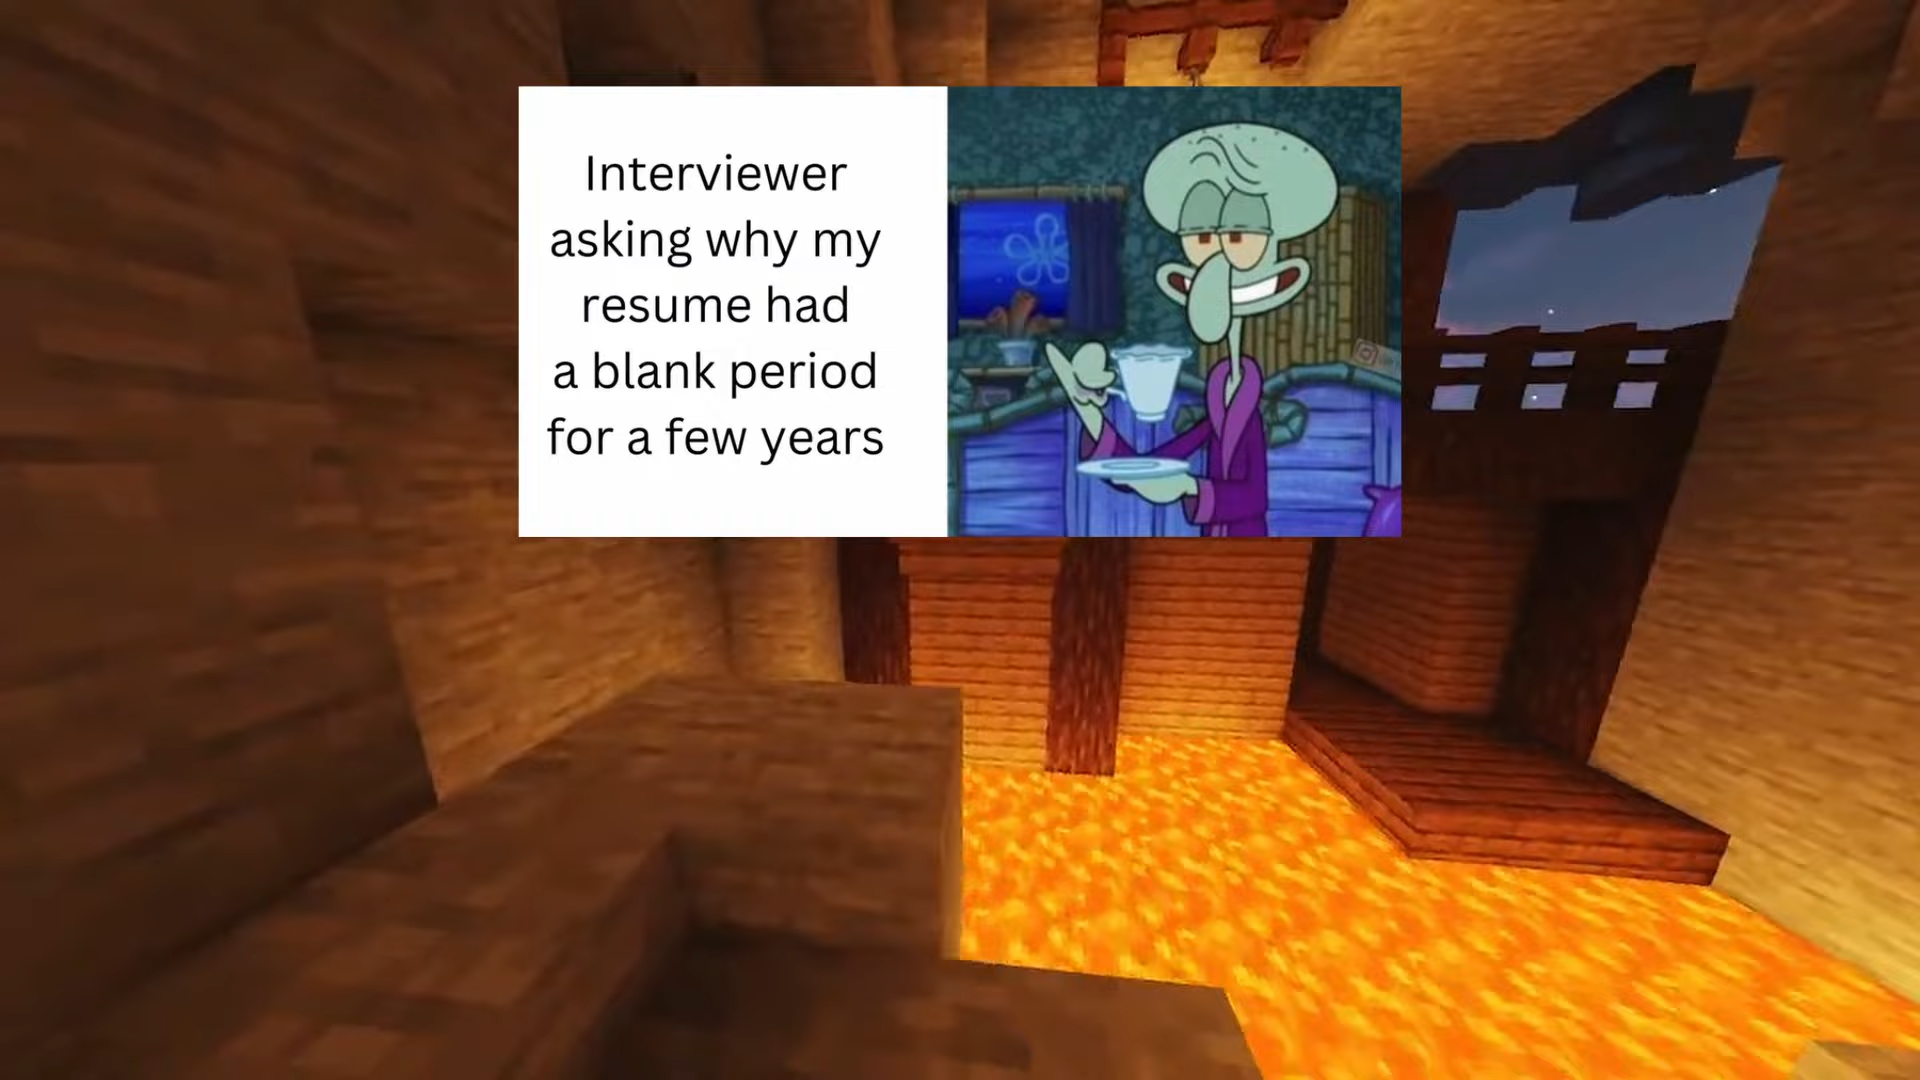 Interviewer
asking why my
resume had
a blank period
for a few years